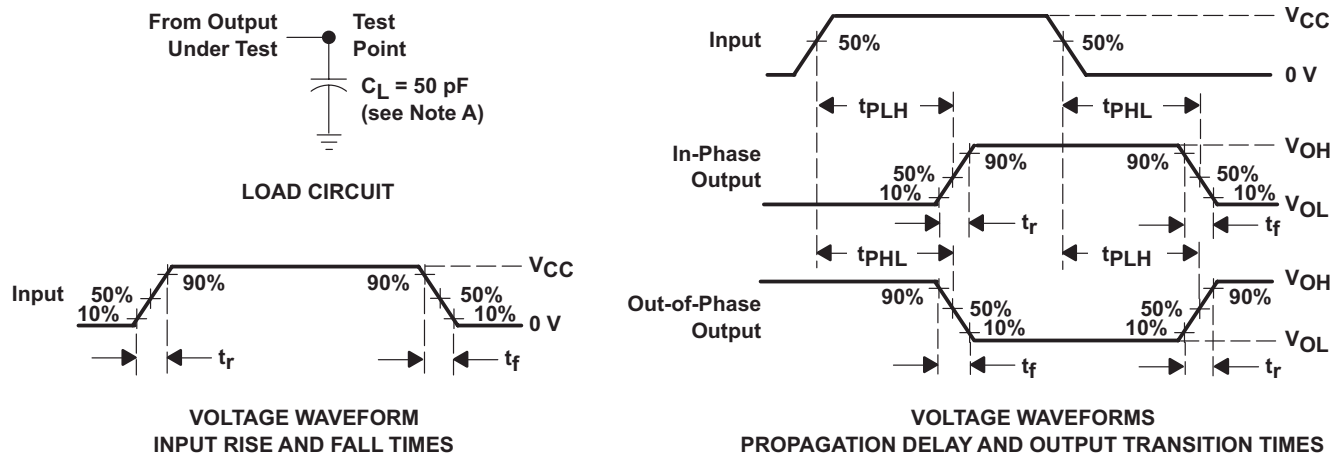 From Output
Under Test
Test
Point
CL = 50 pF
(see Note A)
LOAD CIRCUIT
Input
50%
10%
90%
90%
50%
10%
VCC
0 V
tr
tf
VOLTAGE WAVEFORM
INPUT RISE AND FALL TIMES
Input
50%
50%
VCC
0 V
tPLH
tPHL
In-Phase
Output
50%
10%
90%
90%
50%
10%
VOH
VOL
tr
tf
tPHL
tPLH
Out-of-Phase
Output
90%
50%
10%
50%
10%
90%
VOH
VOL
tf
tr
VOLTAGE WAVEFORMS
PROPAGATION DELAY AND OUTPUT TRANSITION TIMES